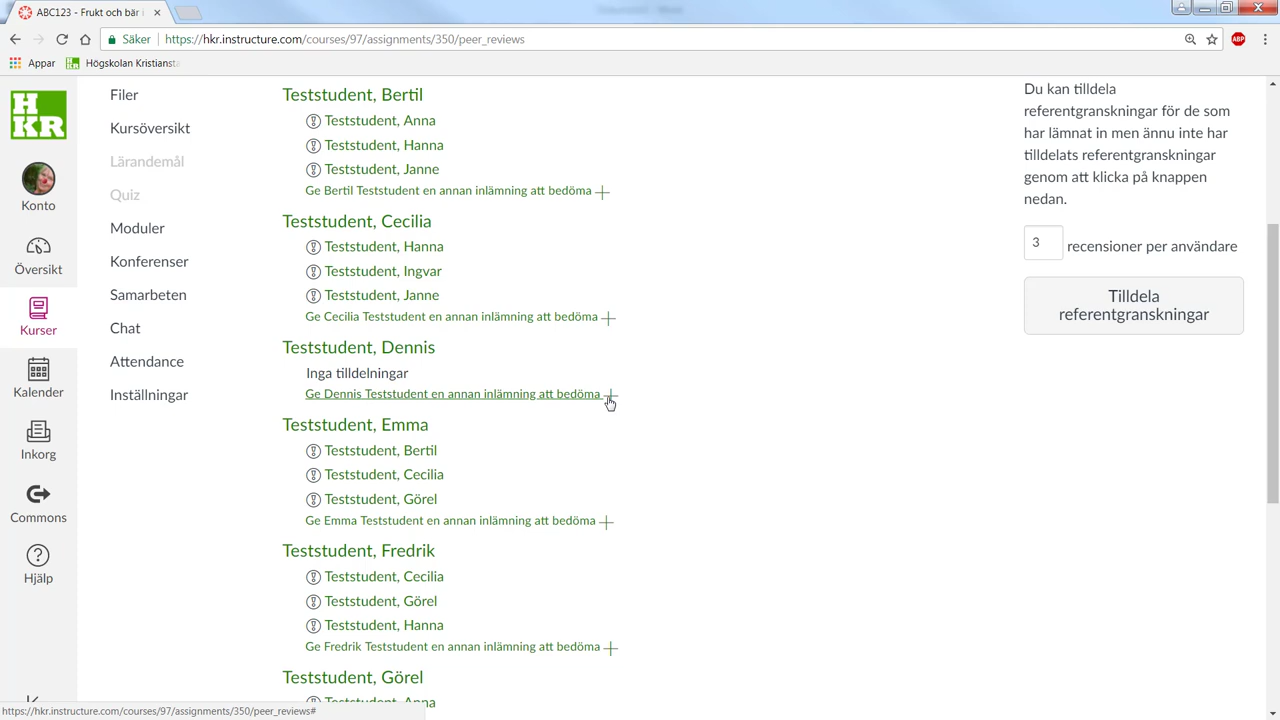 ABC123 - Frukt och bär i
Säker
https://hkr.instructure.com/courses/97/assignments/350/peer_reviews
ABP
Appar
Högskolan Kristiansta
HKR
Konto
Översikt
Kurser
Kalender
Inkorg
Commons
Hjälp
Filer
Kursöversikt
Lärandemål
Quiz
Moduler
Konferenser
Samarbeten
Chat
Attendance
Inställningar
Teststudent, Bertil
Teststudent, Anna
Teststudent, Hanna
Teststudent, Janne
Ge Bertil Teststudent en annan inlämning att bedöma
Teststudent, Cecilia
Teststudent, Hanna
Teststudent, Ingvar
Teststudent, Janne
Ge Cecilia Teststudent en annan inlämning att bedöma
Teststudent, Dennis
Inga tilldelningar
Ge Dennis Teststudent en annan inlämning att bedöma
Teststudent, Emma
Teststudent, Bertil
Teststudent, Cecilia
Teststudent, Görel
Ge Emma Teststudent en annan inlämning att bedöma
Teststudent, Fredrik
Teststudent, Cecilia
Teststudent, Görel
Teststudent, Hanna
Ge Fredrik Teststudent en annan inlämning att bedöma
Teststudent, Görel
Teststudent, Anna
Du kan tilldela
referentgranskningar för de som
har lämnat in men ännu inte har
tilldelats referentgranskningar
genom att klicka på knappen
nedan.
3 recensioner per användare
Tilldela
referentgranskningar
https://hkr.instructure.com/courses/97/assignments/350/peer_reviews#